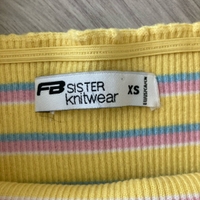 FB SISTER
knitwear
XS